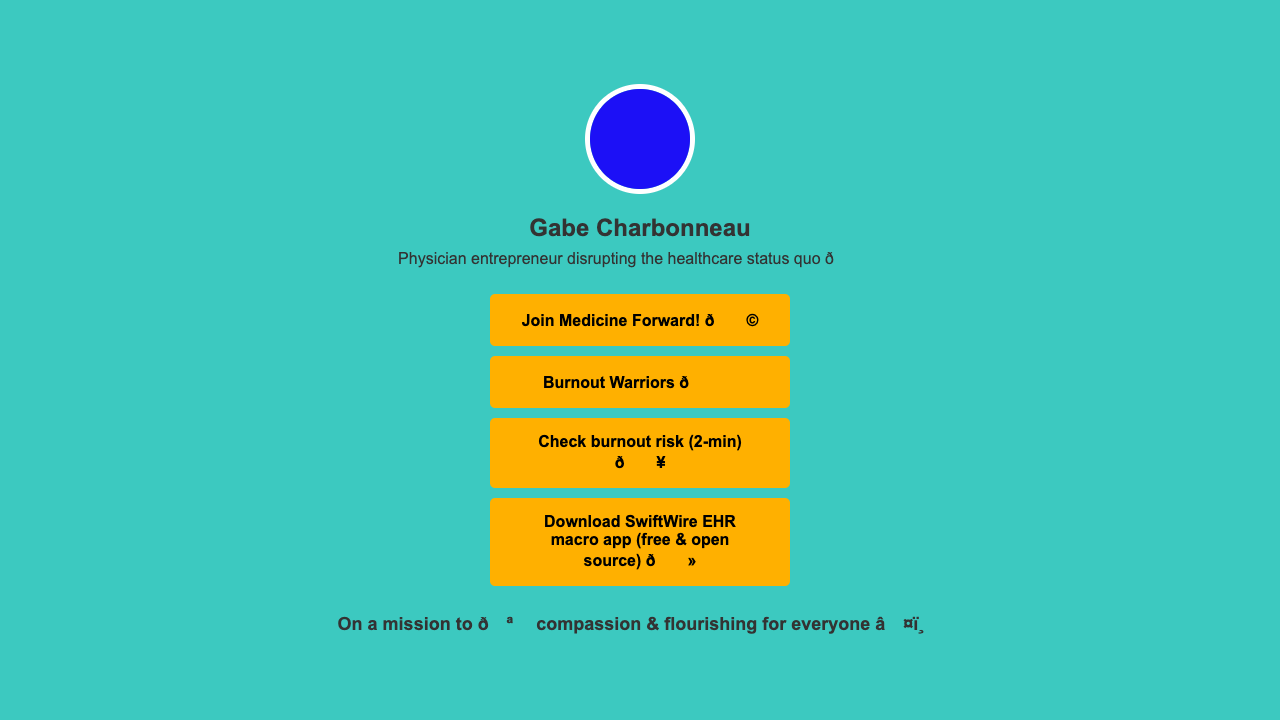 Gabe Charbonneau
Physician entrepreneur disrupting the healthcare status quo ð
Join Medicine Forward! ð ©
Burnout Warriors ð
Check burnout risk (2-min)
ð ¥
Download SwiftWire EHR
macro app (free & open
source) ð »
On a mission to ð ª compassion & flourishing for everyone â ¤ï¸